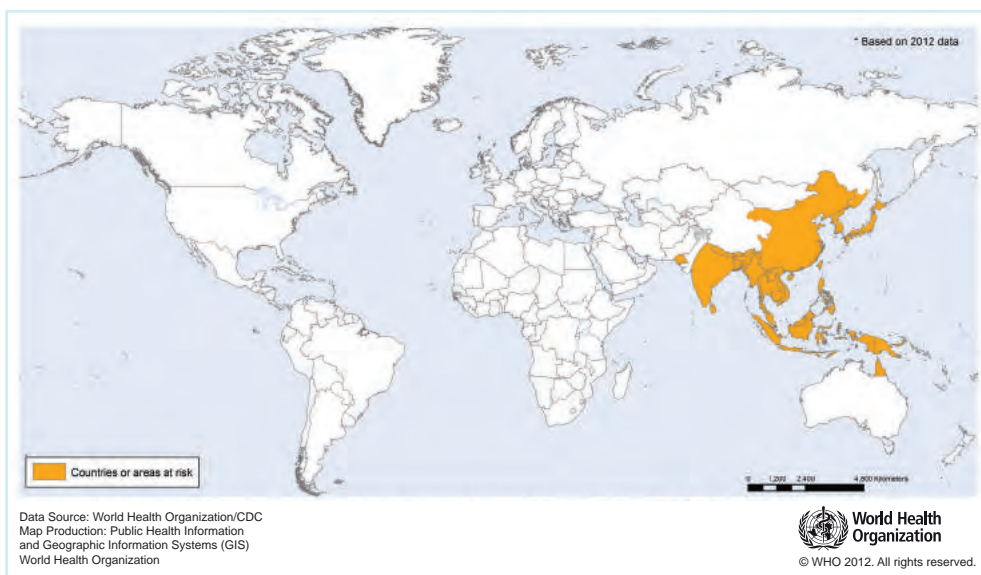 * Based on 2012 data
Countries or areas at risk
0 1,200 2,400 4,800 Kilometers
Data Source: World Health Organization/CDC
Map Production: Public Health Information
and Geographic Information Systems (GIS)
World Health Organization
World Health
Organization
© WHO 2012. All rights reserved.